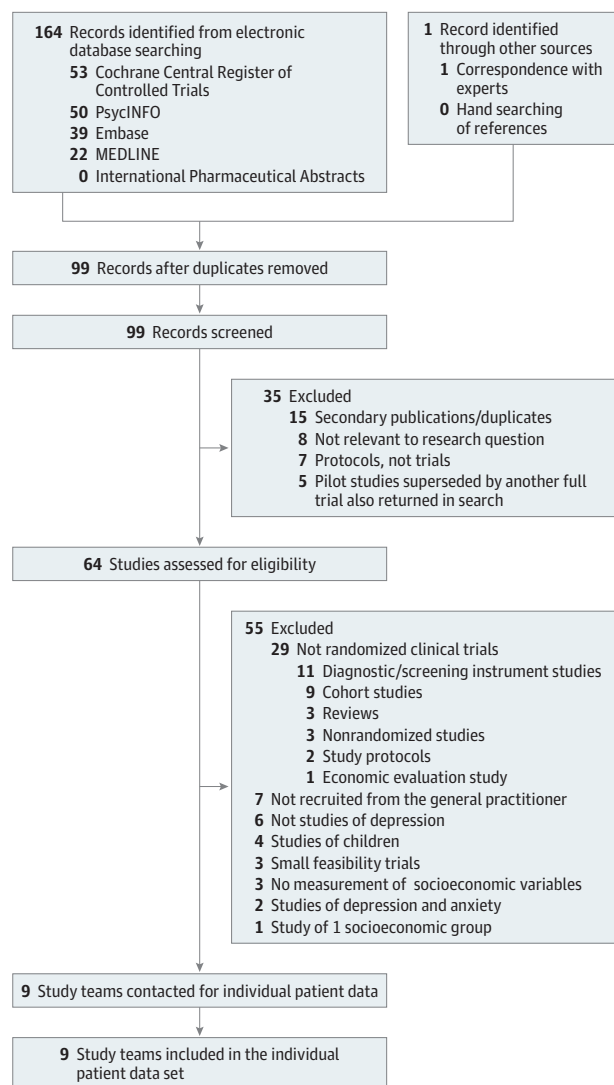 164 Records identified from electronic
database searching
53 Cochrane Central Register of
Controlled Trials
50 PsycINFO
39 Embase
22 MEDLINE
0 International Pharmaceutical Abstracts
1 Record identified
through other sources
1 Correspondence with
experts
0 Hand searching
of references
99 Records after duplicates removed
99 Records screened
35 Excluded
15 Secondary publications/duplicates
8 Not relevant to research question
7 Protocols, not trials
5 Pilot studies superseded by another full
trial also returned in search
64 Studies assessed for eligibility
55 Excluded
29 Not randomized clinical trials
11 Diagnostic/screening instrument studies
9 Cohort studies
3 Reviews
3 Nonrandomized studies
2 Study protocols
1 Economic evaluation study
7 Not recruited from the general practitioner
6 Not studies of depression
4 Studies of children
3 Small feasibility trials
3 No measurement of socioeconomic variables
2 Studies of depression and anxiety
1 Study of 1 socioeconomic group
9 Study teams contacted for individual patient data
9 Study teams included in the individual
patient data set